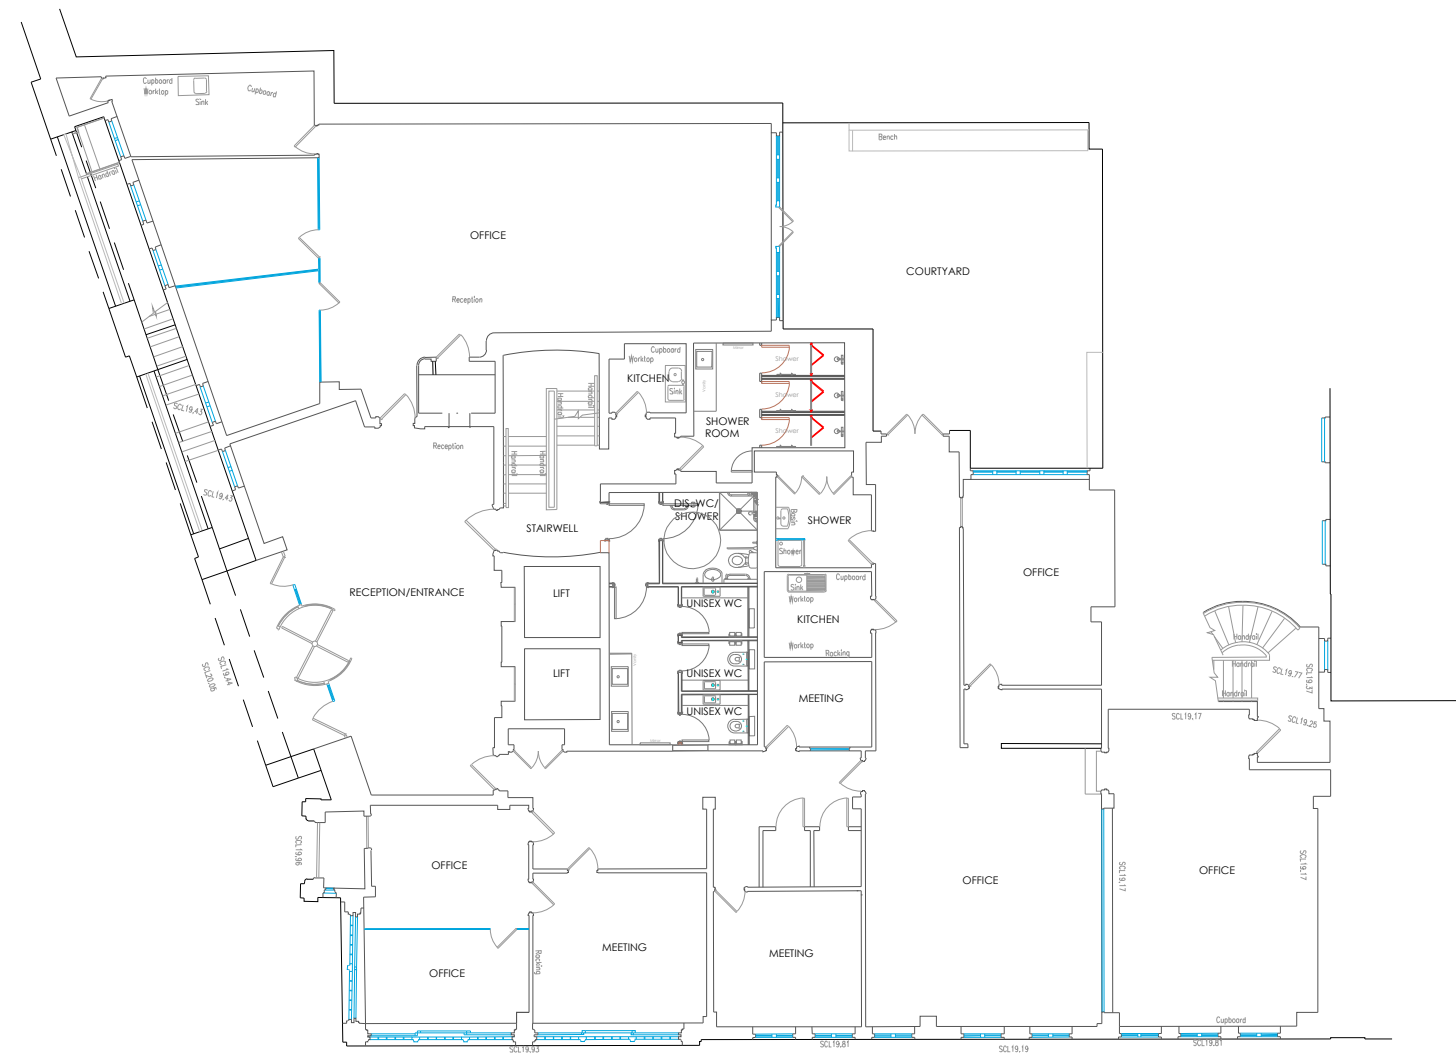 Cupboard
Worktop
Sink
Cupboard
Bench
Handrail
OFFICE
COURTYARD
Reception
Cupboard
Worktop
KITCHEN
Sink
Shower
Shower
Shower
SHOWER
ROOM
Handrail
Handrail
SCL19,43
Reception
Handrail
Handrail
SCL19,43
DIS. WC/
SHOWER
STAIRWELL
Basin
SHOWER
Shower
OFFICE
RECEPTION/ENTRANCE
LIFT
UNISEX WC
Sink
Cupboard
Worktop
KITCHEN
Worktop
Racking
Handrail
Handrail
Handrail
SCL19,77
SCL19,37
SCL19,25
SCL19,17
SCL19,44
SCL20,06
LIFT
UNISEX WC
MEETING
UNISEX WC
SCL19,96
OFFICE
OFFICE
SCL19,17
OFFICE
SCL19,17
MEETING
MEETING
OFFICE
Racking
Cupboard
SCL19,93
SCL19,81
SCL19,19
SCL19,81